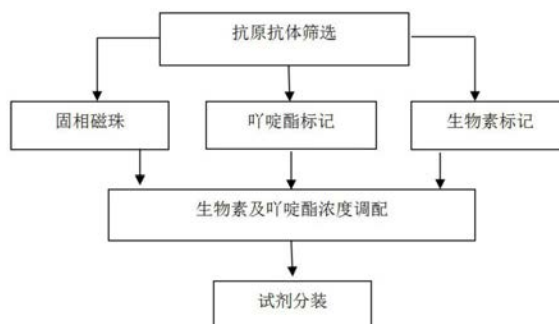 抗原抗体筛选
固相磁珠
吖啶酯标记
生物素标记
生物素及吖啶酯浓度调配
试剂分装